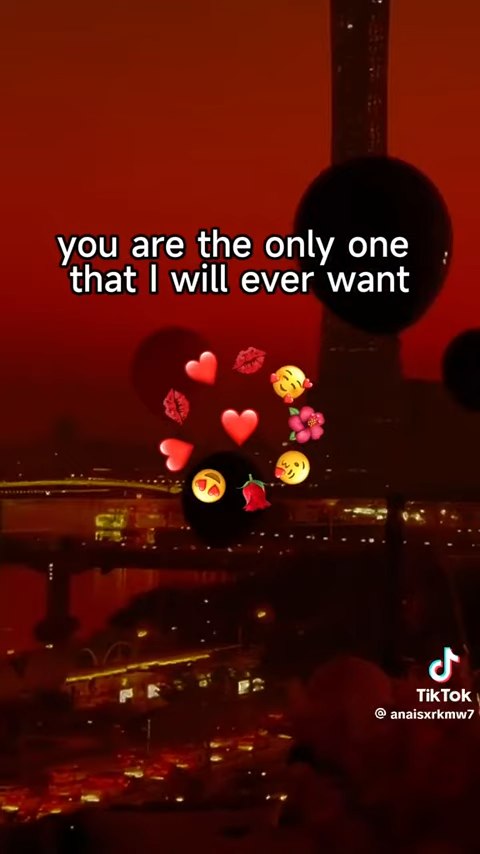 you are the only one
that I will ever want
TikTok
@ anaisxrkmw7